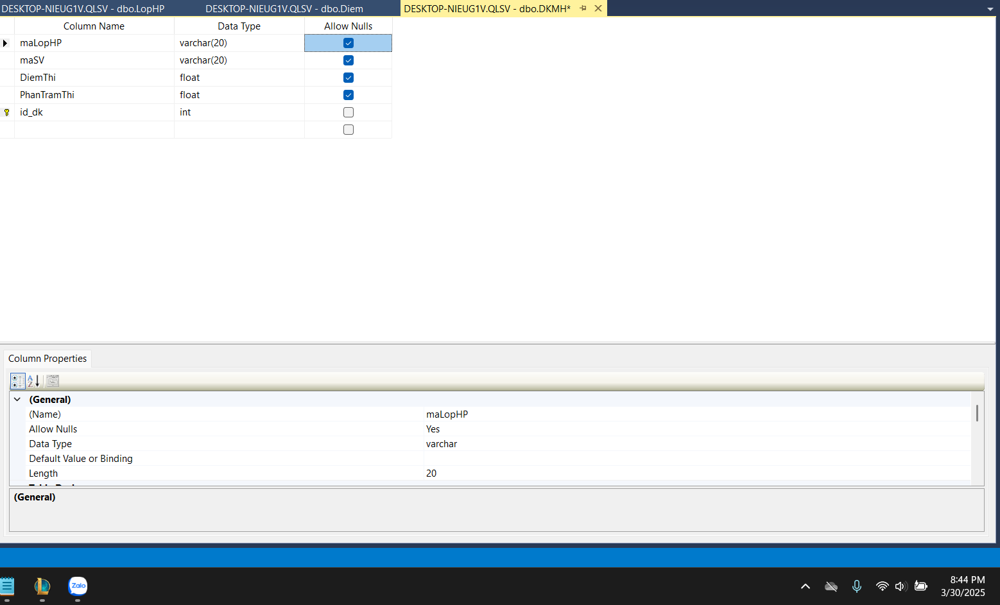 DESKTOP-NIEUG1V.QLSV - dbo.LopHP DESKTOP-NIEUG1V.QLSV - dbo.Diem DESKTOP-NIEUG1V.QLSV - dbo.DKMH*
Column Name Data Type Allow Nulls
maLopHP varchar(20)
maSV varchar(20)
DiemThi float
PhanTramThi float
id_dk int
Column Properties
(General)
(Name) maLopHP
Allow Nulls Yes
Data Type varchar
Default Value or Binding
Length 20
(General)
Zalo
8:44 PM
3/30/2025